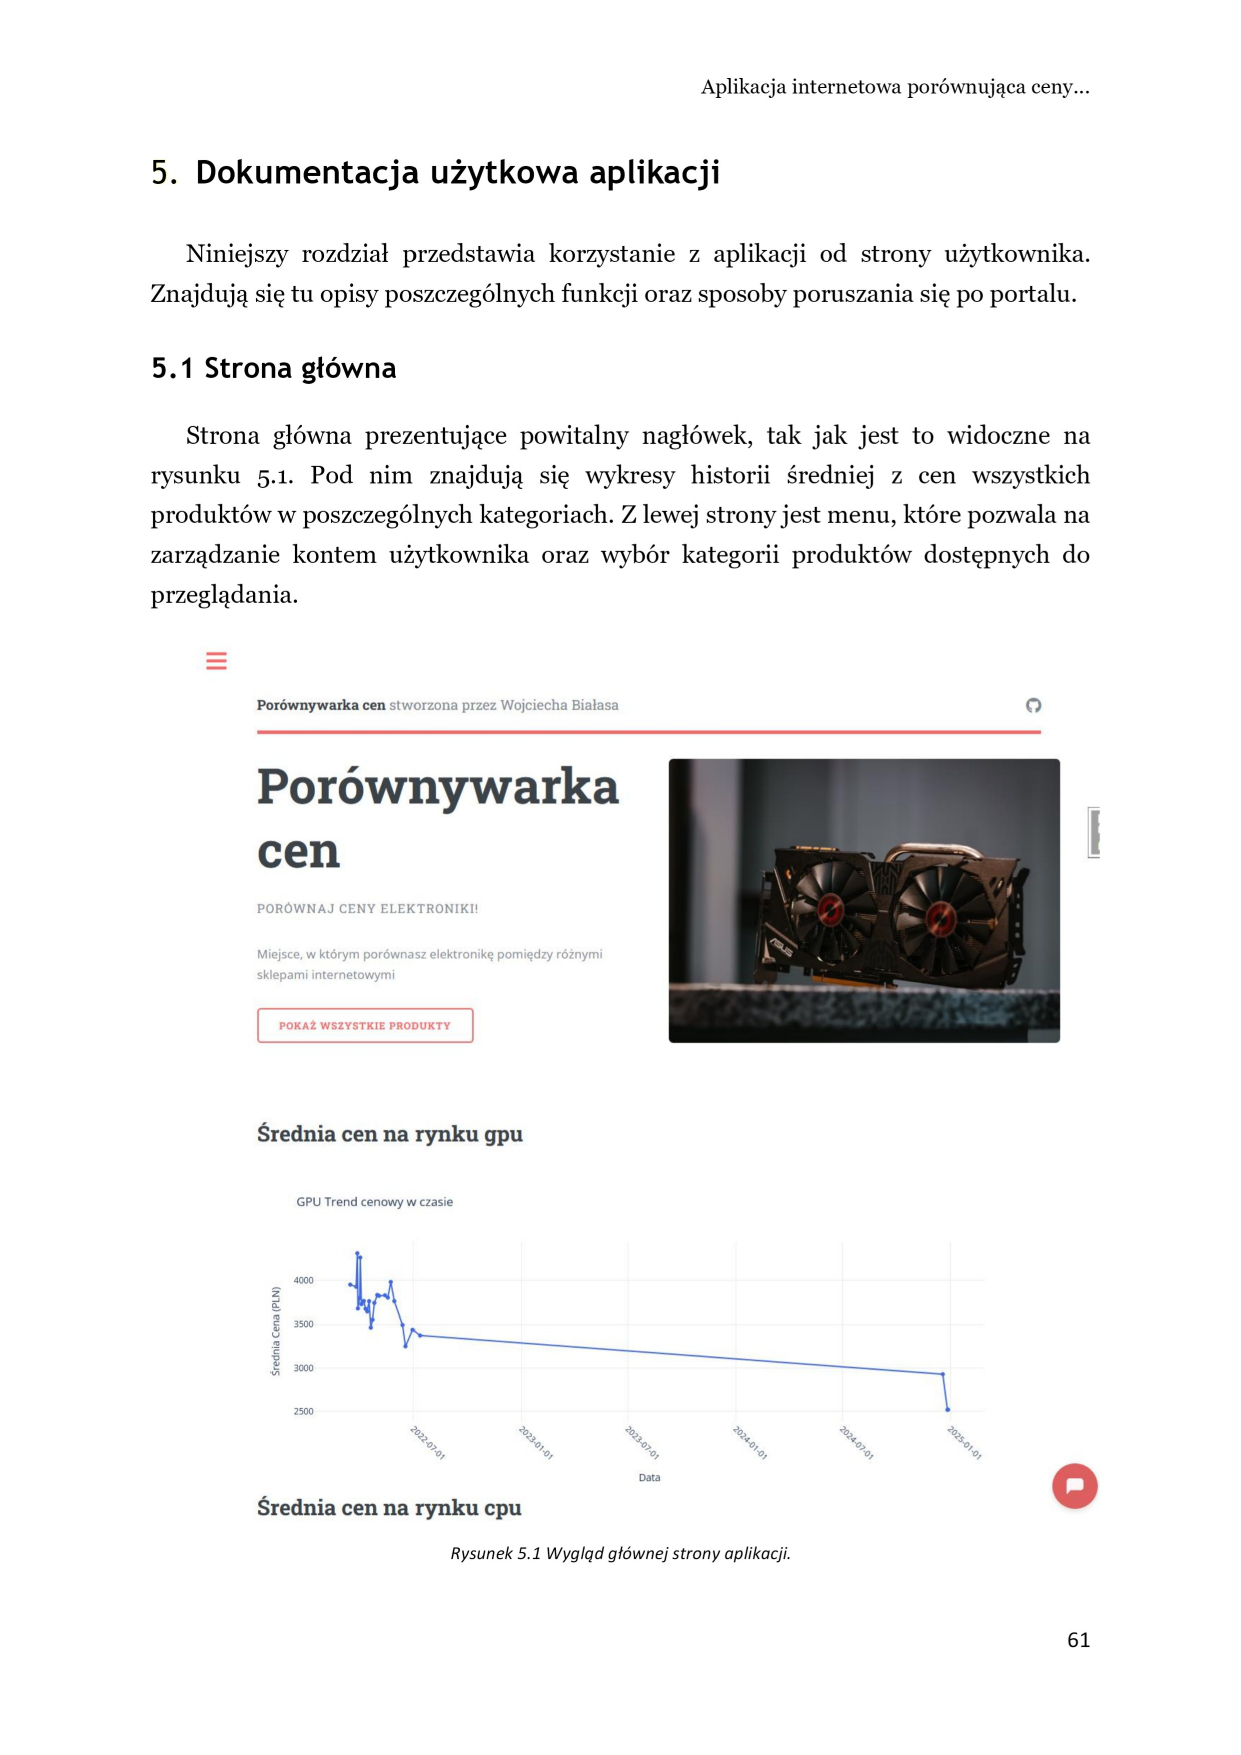 Aplikacja internetowa porównująca ceny...
5. Dokumentacja użytkowa aplikacji
Niniejszy rozdział przedstawia korzystanie z aplikacji od strony użytkownika.
Znajdują się tu opisy poszczególnych funkcji oraz sposoby poruszania się po portalu.
5.1 Strona główna
Strona główna prezentujące powitalny nagłówek, tak jak jest to widoczne na
rysunku 5.1. Pod nim znajdują się wykresy historii średniej z cen wszystkich
produktów w poszczególnych kategoriach. Z lewej strony jest menu, które pozwala na
zarządzanie kontem użytkownika oraz wybór kategorii produktów dostępnych do
przeglądania.
Porównywarka cen stworzona przez Wojciecha Białasa
Porównywarka
cen
PORÓWNAJ CENY ELEKTRONIKI!
Miejsce, w którym porównasz elektronikę pomiędzy różnymi
sklepami internetowymi
POKAŻ WSZYSTKIE PRODUKTY
ASUS
Średnia cen na rynku gpu
GPU Trend cenowy w czasie
Średnia Cena (PLN)
4000
3500
3000
2500
2022-07-01
2023-01-01
2023-07-01
2024-01-01
2024-07-01
2025-01-01
Data
Średnia cen na rynku cpu
Rysunek 5.1 Wygląd głównej strony aplikacji.
61